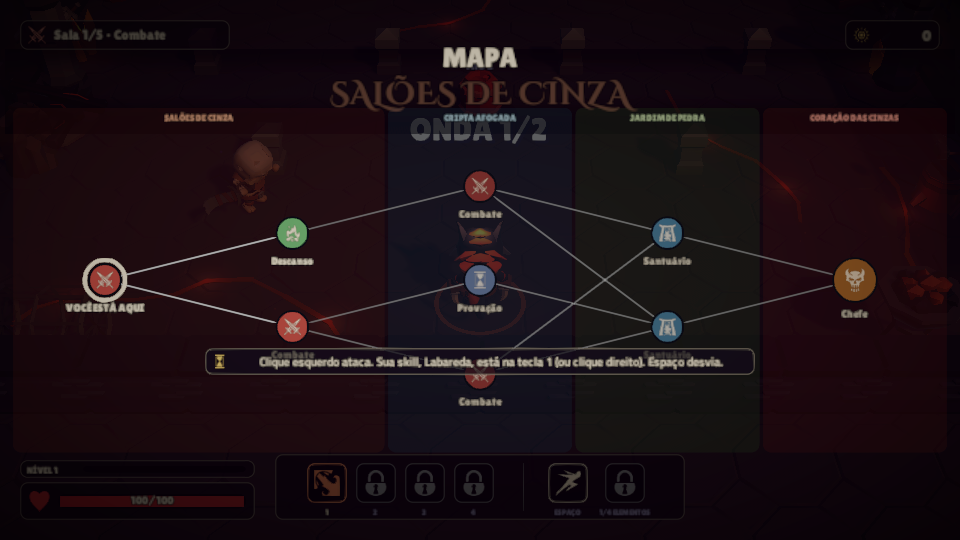 Sala 1/5 · Combate
0
MAPA
SALÕES DE CINZA
SALÕES DE CINZA
CRIPTA AFOGADA
JARDIM DE PEDRA
CORAÇÃO DAS CINZAS
ONDA 1/2
Combate
Descanso
Santuário
VOCÊ ESTÁ AQUI
Provação
Chefe
Combate
Santuário
Clique esquerdo ataca. Sua skill, Labareda, está na tecla 1 (ou clique direito). Espaço desvia.
Combate
NÍVEL 1
100/100
1
2
3
4
ESPAÇO
1/4 ELEMENTOS